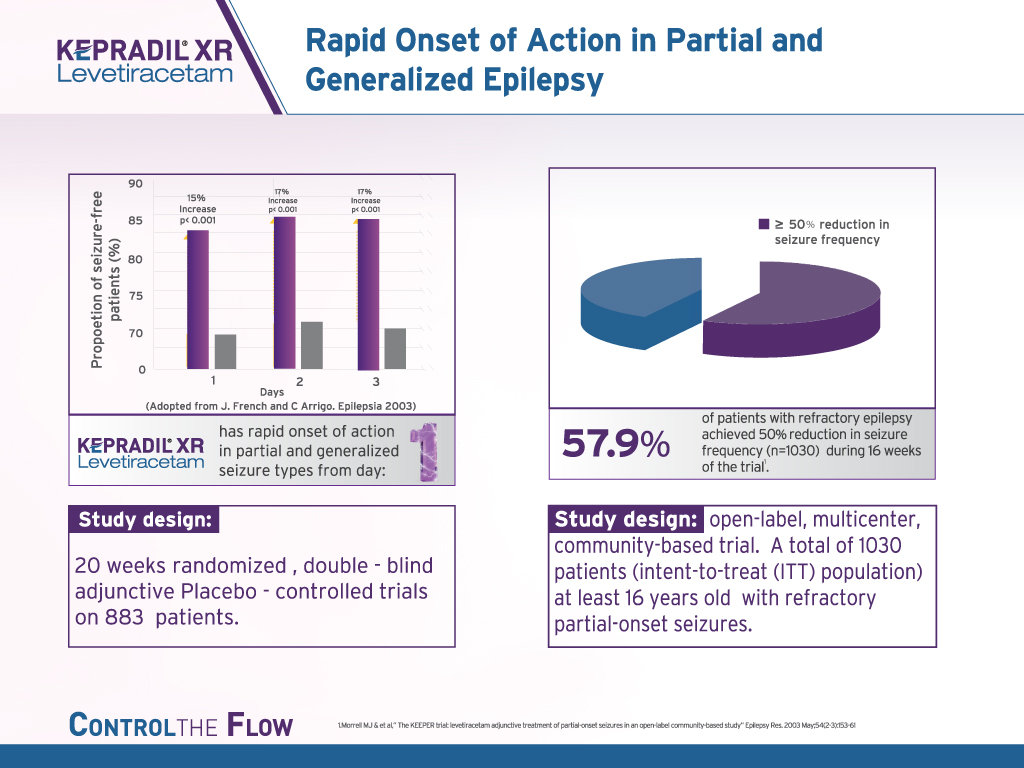 KEPRADIL® XR
Levetiracetam
Rapid Onset of Action in Partial and
Generalized Epilepsy
Propoetion of seizure-free
patients (%)
90
85
80
75
70
0
15%
Increase
p< 0.001
17%
Increase
p< 0.001
17%
Increase
p< 0.001
1
2
3
Days
(Adopted from J. French and C Arrigo. Epilepsia 2003)
KEPRADIL® XR
Levetiracetam
has rapid onset of action
in partial and generalized
seizure types from day:
1
≥ 50% reduction in
seizure frequency
57.9%
of patients with refractory epilepsy
achieved 50% reduction in seizure
frequency (n=1030) during 16 weeks
of the trial¹.
Study design:
20 weeks randomized , double - blind
adjunctive Placebo - controlled trials
on 883 patients.
Study design: open-label, multicenter,
community-based trial. A total of 1030
patients (intent-to-treat (ITT) population)
at least 16 years old with refractory
partial-onset seizures.
CONTROL THE FLOW
1.Morrell MJ & et al," The KEEPER trial: levetiracetam adjunctive treatment of partial-onset seizures in an open-label community-based study" Epilepsy Res. 2003 May;54(2-3):153-61